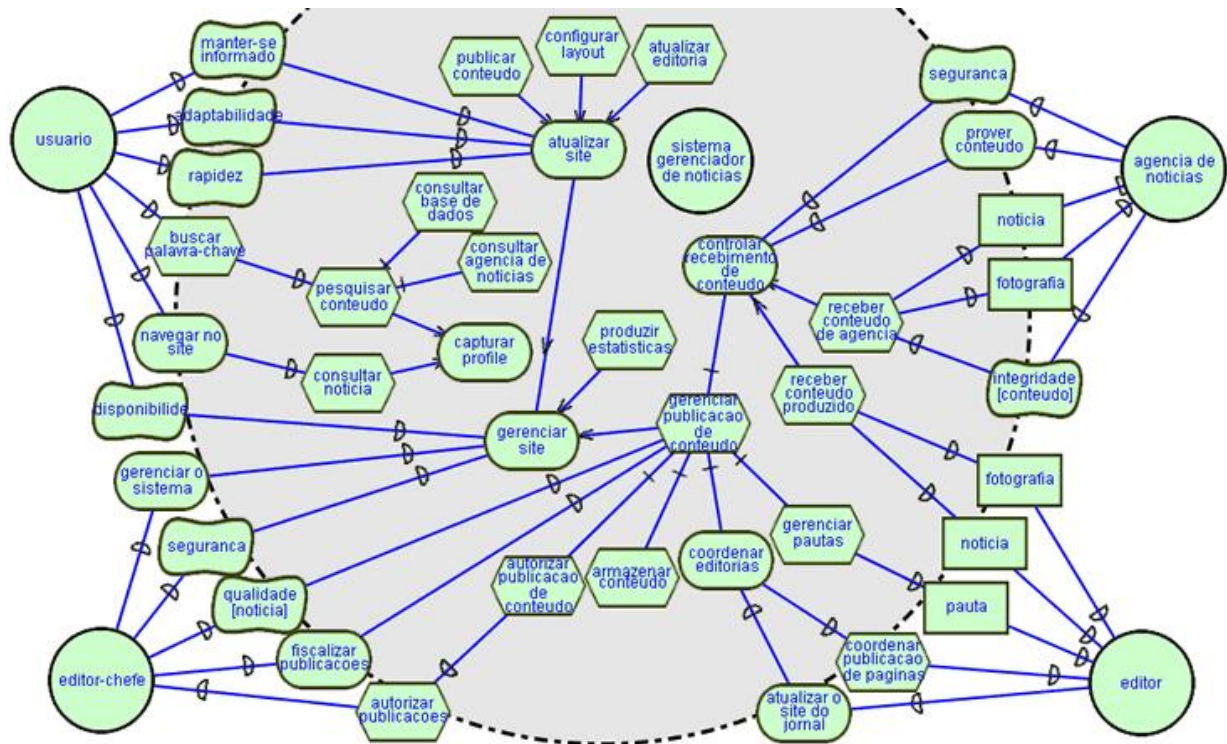 manter-se
informado
publicar
conteudo
configurar
layout
atualizar
editoria
seguranca
usuario
adaptabilidade
atualizar
site
sistema
gerenciador
de noticias
prover
conteudo
agencia de
noticias
rapidez
consultar
base de
dados
buscar
palavra-chave
consultar
agencia de
noticias
noticia
controlar
recebimento
de
conteudo
pesquisar
conteudo
fotografia
receber
conteudo
de agencia
navegar no
site
capturar
profile
produzir
estatisticas
consultar
noticia
receber
conteudo
produzido
integridade
[conteudo]
disponibilide
gerenciar
publicacao
de
conteudo
gerenciar
site
gerenciar o
sistema
fotografia
seguranca
gerenciar
pautas
noticia
coordenar
editorias
autorizar
publicacao
de
conteudo
armazenar
conteudo
qualidade
[noticia]
pauta
fiscalizar
publicacoes
coordenar
publicacao
de paginas
editor-chefe
editor
autorizar
publicacoes
atualizar o
site do
jornal